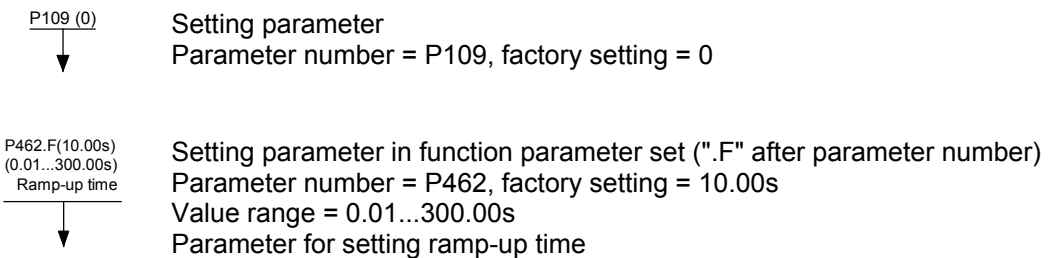 P109 (0)
Setting parameter
Parameter number = P109, factory setting = 0
P462.F(10.00s)
(0.01...300.00s)
Ramp-up time
Setting parameter in function parameter set (".F" after parameter number)
Parameter number = P462, factory setting = 10.00s
Value range = 0.01...300.00s
Parameter for setting ramp-up time